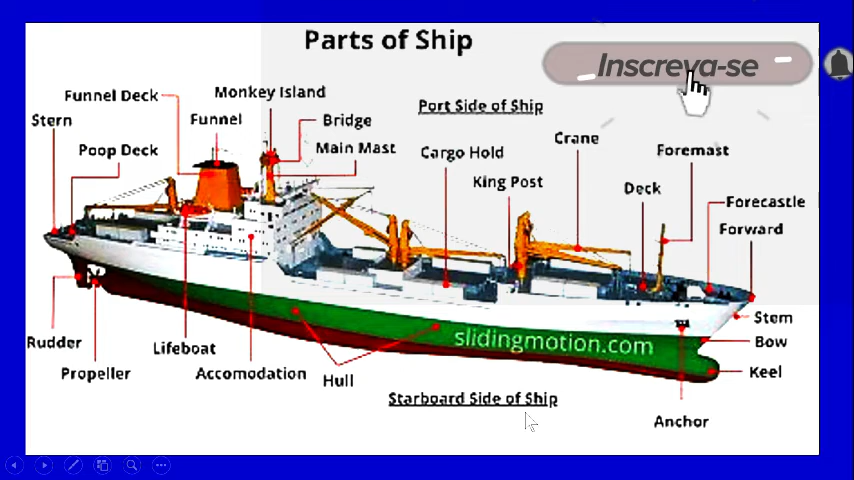 Parts of Ship
Inscreva-se
Funnel Deck
Monkey Island
Port Side of Ship
Stern
Funnel
Bridge
Poop Deck
Main Mast
Cargo Hold
Crane
Foremast
King Post
Deck
Forecastle
Forward
Stem
Rudder
Lifeboat
Bow
Propeller
Accomodation
Hull
Keel
slidingmotion.com
Starboard Side of Ship
Anchor